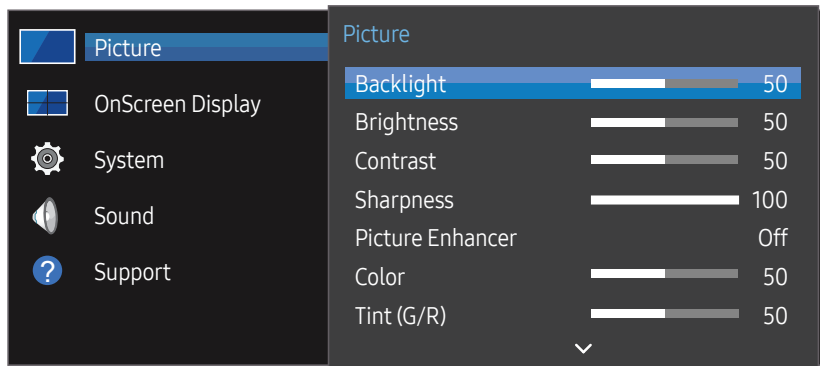 Picture
OnScreen Display
System
Sound
?
Support
Picture
Backlight 50
Brightness 50
Contrast 50
Sharpness 100
Picture Enhancer Off
Color 50
Tint (G/R) 50